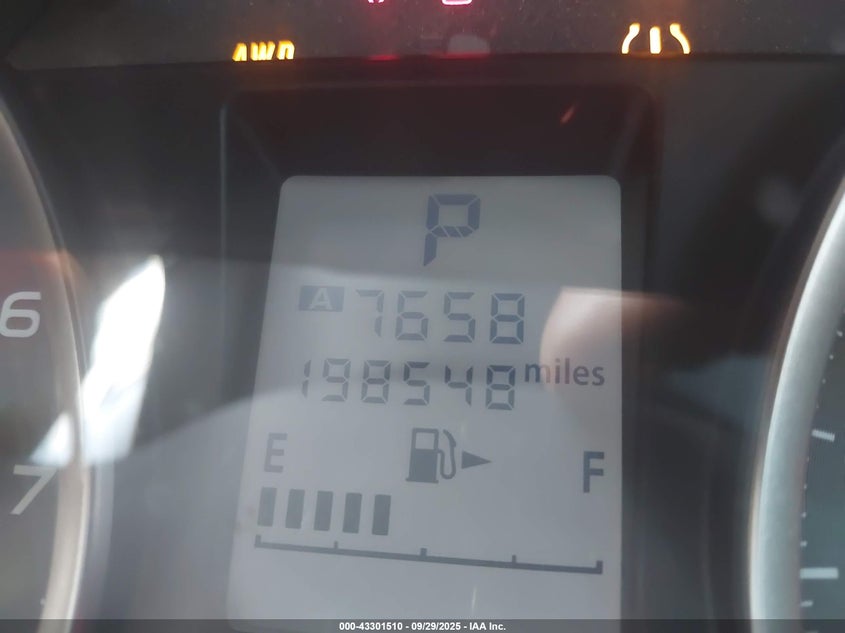 AWD
P
A 7658
6
198548 miles
E F
7
000-43301510 - 09/29/2025 - IAA Inc.